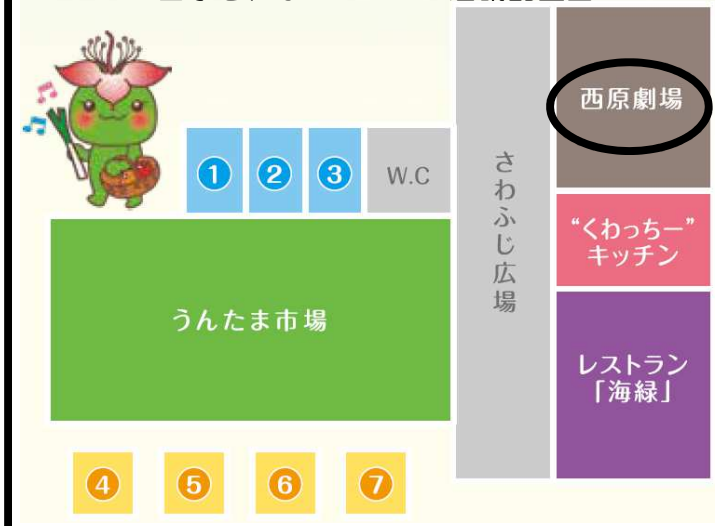 西原劇場
① ② ③ W.C
さわふじ広場
“くわっちー”
キッチン
うんたま市場
レストラン
「海緑」
④ ⑤ ⑥ ⑦